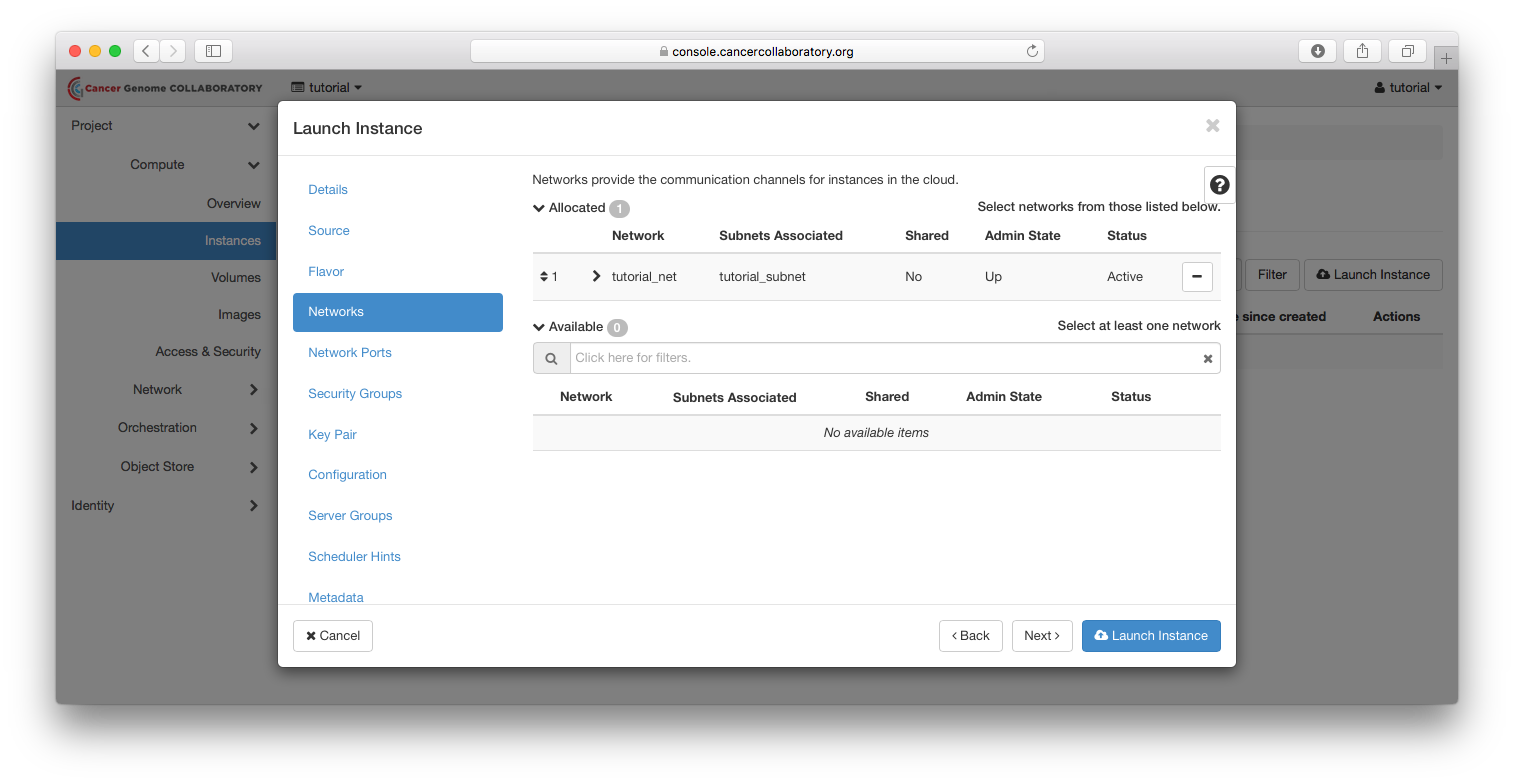 console.cancercollaboratory.org
Cancer Genome COLLABORATORY
tutorial
tutorial
Project
Compute
Overview
Instances
Volumes
Images
Access & Security
Network
Orchestration
Object Store
Identity
Filter
Launch Instance
since created
Actions
Launch Instance
Details
Source
Flavor
Networks
Network Ports
Security Groups
Key Pair
Configuration
Server Groups
Scheduler Hints
Metadata
Networks provide the communication channels for instances in the cloud.
Allocated 1
Select networks from those listed below.
Network Subnets Associated Shared Admin State Status
1 tutorial_net tutorial_subnet No Up Active
Available 0
Select at least one network
Click here for filters.
Network Subnets Associated Shared Admin State Status
No available items
Cancel
Back
Next
Launch Instance